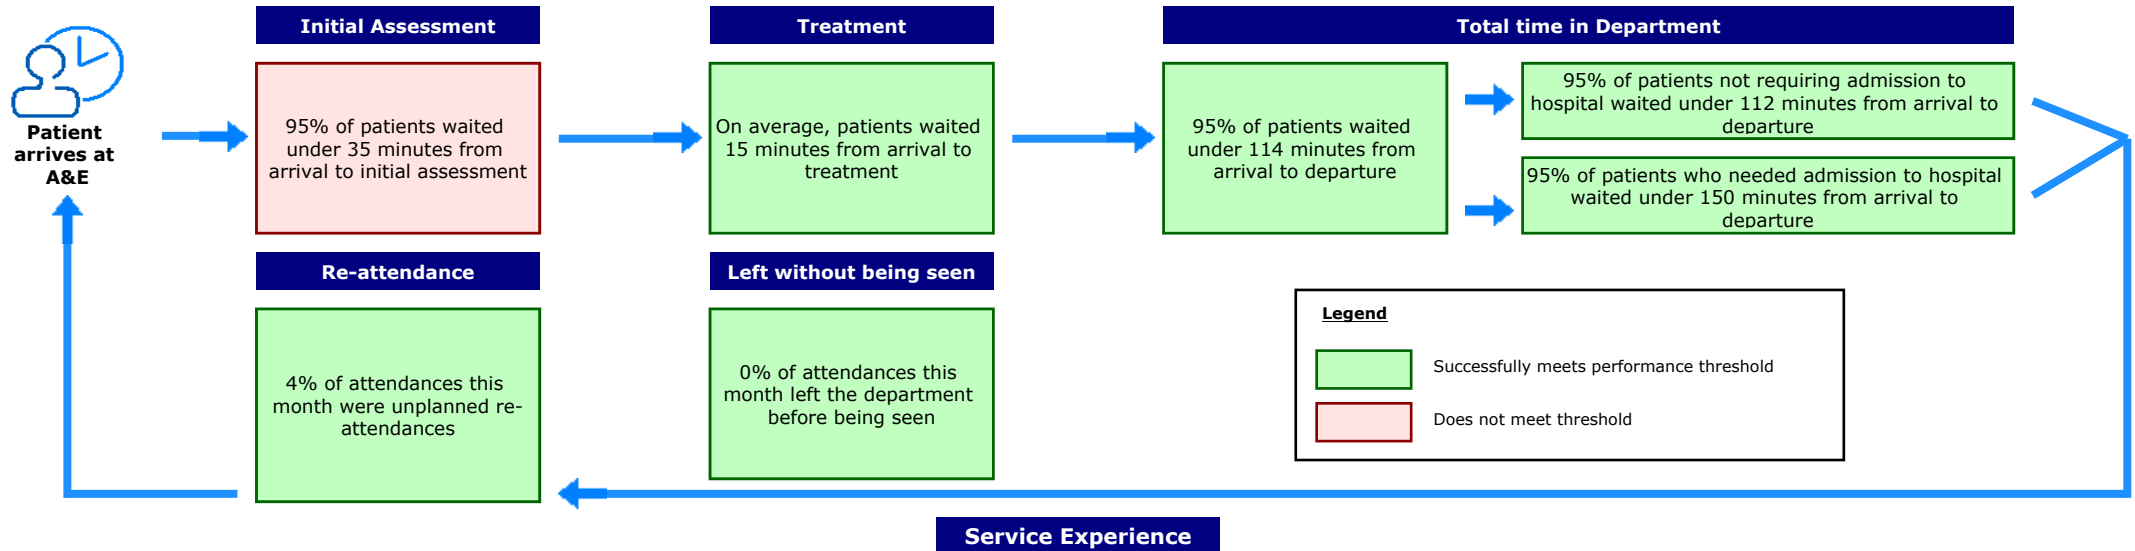 Initial Assessment
Treatment
Total time in Department
Patient
arrives at
A&E
95% of patients waited
under 35 minutes from
arrival to initial assessment
On average, patients waited
15 minutes from arrival to
treatment
95% of patients waited
under 114 minutes from
arrival to departure
95% of patients not requiring admission to
hospital waited under 112 minutes from arrival to
departure
95% of patients who needed admission to hospital
waited under 150 minutes from arrival to
departure
Re-attendance
Left without being seen
4% of attendances this
month were unplanned re-
attendances
0% of attendances this
month left the department
before being seen
Legend
Successfully meets performance threshold
Does not meet threshold
Service Experience